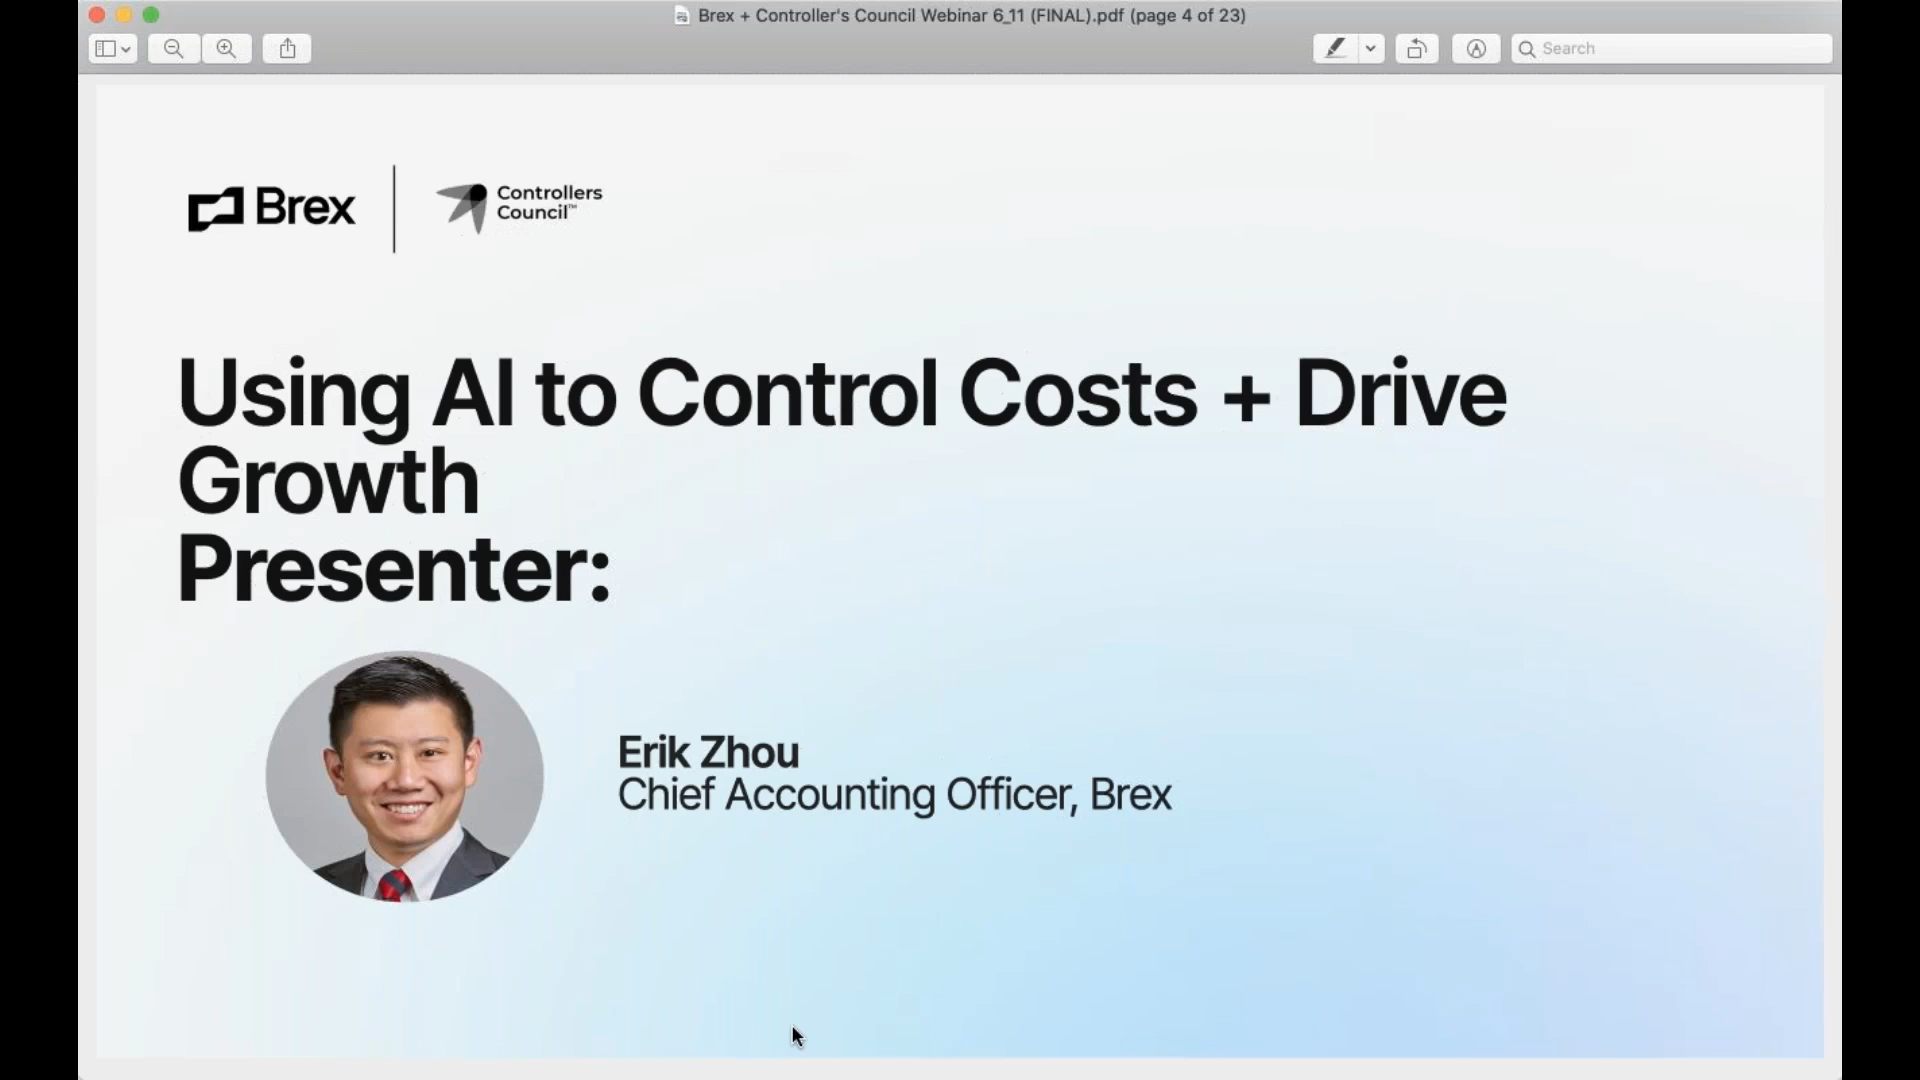 Brex + Controller's Council Webinar 6_11 (FINAL).pdf (page 4 of 23)
Search
Brex
Controllers
Council™
Using AI to Control Costs + Drive
Growth
Presenter:
Erik Zhou
Chief Accounting Officer, Brex